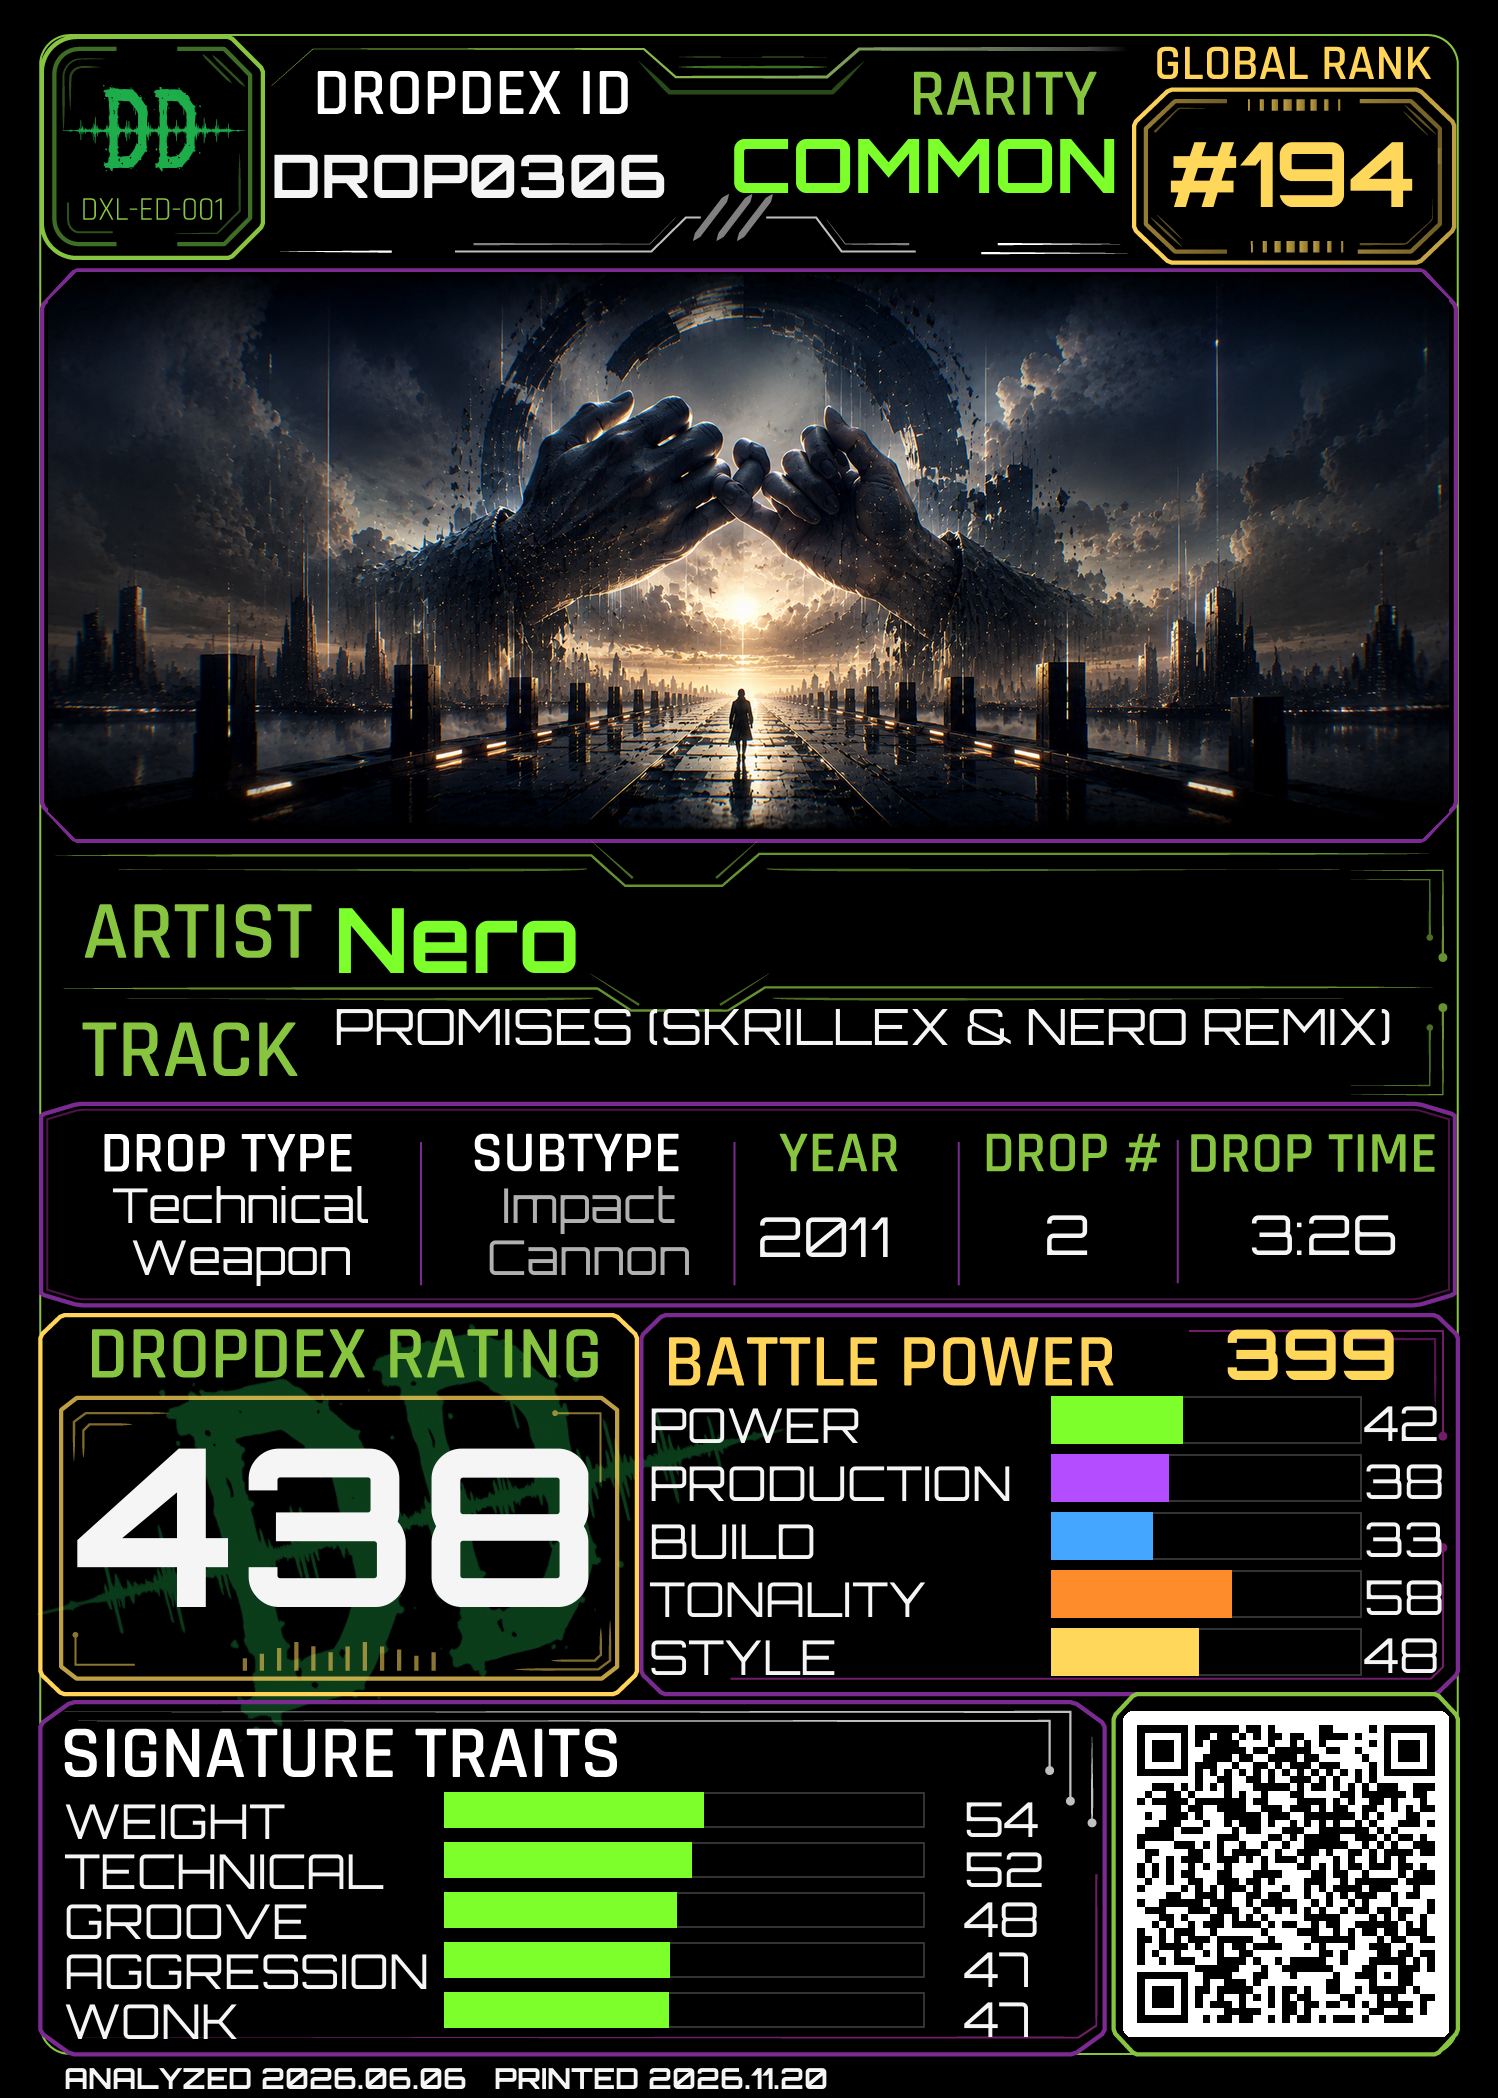 DD
DXL-ED-001
DROPDEX ID
DROP0306
RARITY
COMMON
GLOBAL RANK
#194
ARTIST Nero
TRACK PROMISES (SKRILLEX & NERO REMIX)
DROP TYPE
Technical
Weapon
SUBTYPE
Impact
Cannon
YEAR
2011
DROP #
2
DROP TIME
3:26
DROPDEX RATING
438
BATTLE POWER 399
POWER 42
PRODUCTION 38
BUILD 33
TONALITY 58
STYLE 48
SIGNATURE TRAITS
WEIGHT 54
TECHNICAL 52
GROOVE 48
AGGRESSION 47
WONK 47
ANALYZED 2026.06.06 PRINTED 2026.11.20